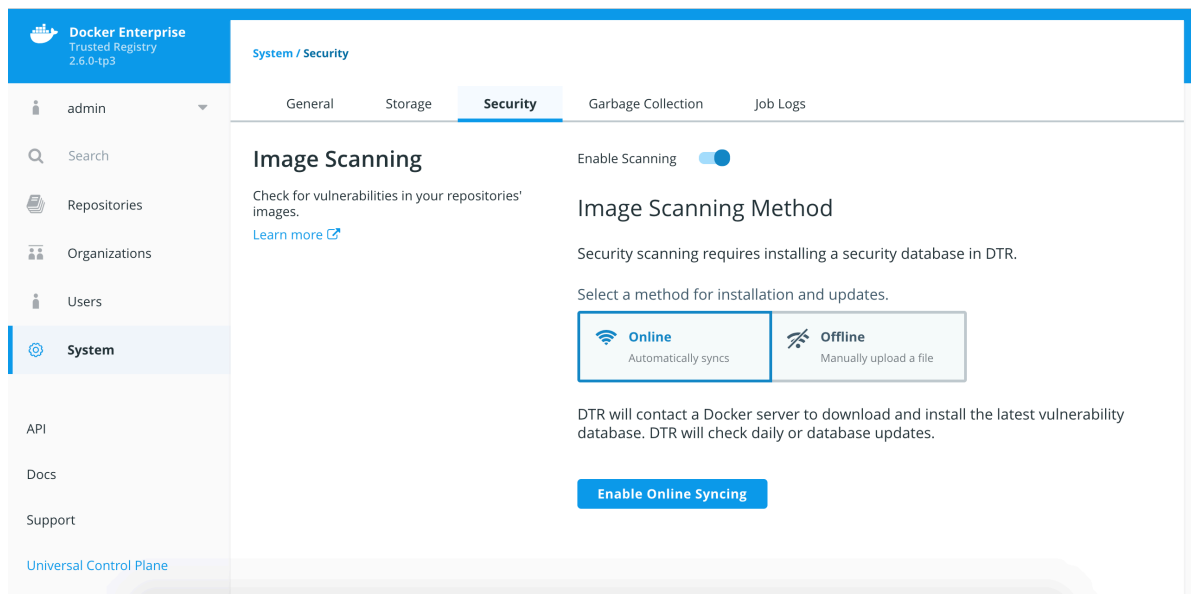 Docker Enterprise
Trusted Registry
2.6.0-tp3
admin
Search
Repositories
Organizations
Users
System
API
Docs
Support
Universal Control Plane
System / Security
General
Storage
Security
Garbage Collection
Job Logs
Image Scanning
Check for vulnerabilities in your repositories'
images.
Learn more
Enable Scanning
Image Scanning Method
Security scanning requires installing a security database in DTR.
Select a method for installation and updates.
Online
Automatically syncs
Offline
Manually upload a file
DTR will contact a Docker server to download and install the latest vulnerability
database. DTR will check daily or database updates.
Enable Online Syncing